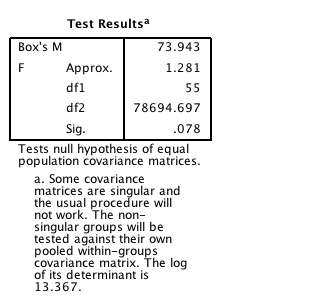 Test Resultsa
Box's M 73.943
F Approx. 1.281
df1 55
df2 78694.697
Sig. .078
Tests null hypothesis of equal
population covariance matrices.
a. Some covariance
matrices are singular and
the usual procedure will
not work. The non-
singular groups will be
tested against their own
pooled within-groups
covariance matrix. The log
of its determinant is
13.367.